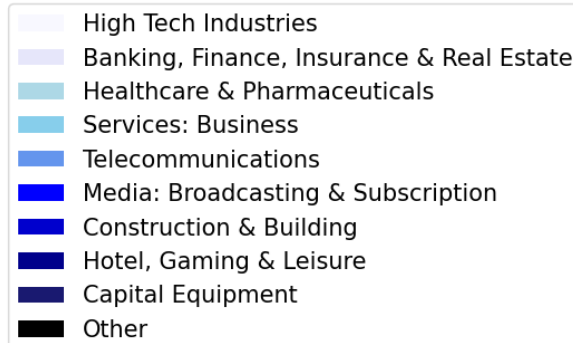 High Tech Industries
Banking, Finance, Insurance & Real Estate
Healthcare & Pharmaceuticals
Services: Business
Telecommunications
Media: Broadcasting & Subscription
Construction & Building
Hotel, Gaming & Leisure
Capital Equipment
Other